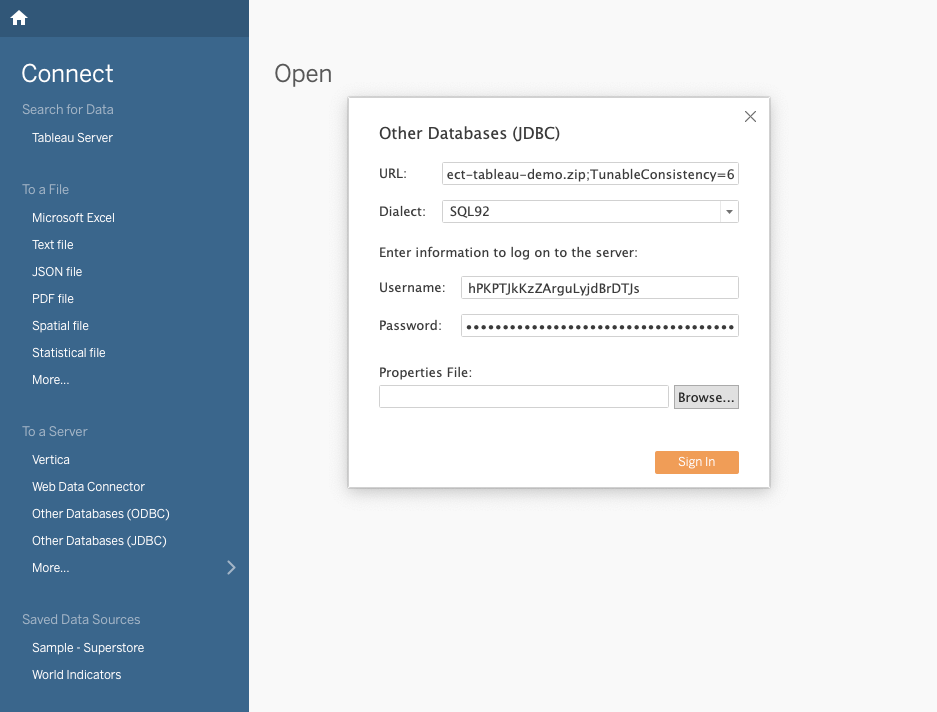 Connect
Search for Data
Tableau Server
To a File
Microsoft Excel
Text file
JSON file
PDF file
Spatial file
Statistical file
More...
To a Server
Vertica
Web Data Connector
Other Databases (ODBC)
Other Databases (JDBC)
More...
Saved Data Sources
Sample - Superstore
World Indicators
Open
Other Databases (JDBC)
URL: ect-tableau-demo.zip;TunableConsistency=6
Dialect: SQL92
Enter information to log on to the server:
Username: hPKPTJkKzZArguLyjdBrDTJs
Password: ••••••••••••••••••••••••••••••••••••
Properties File:
Browse...
Sign In